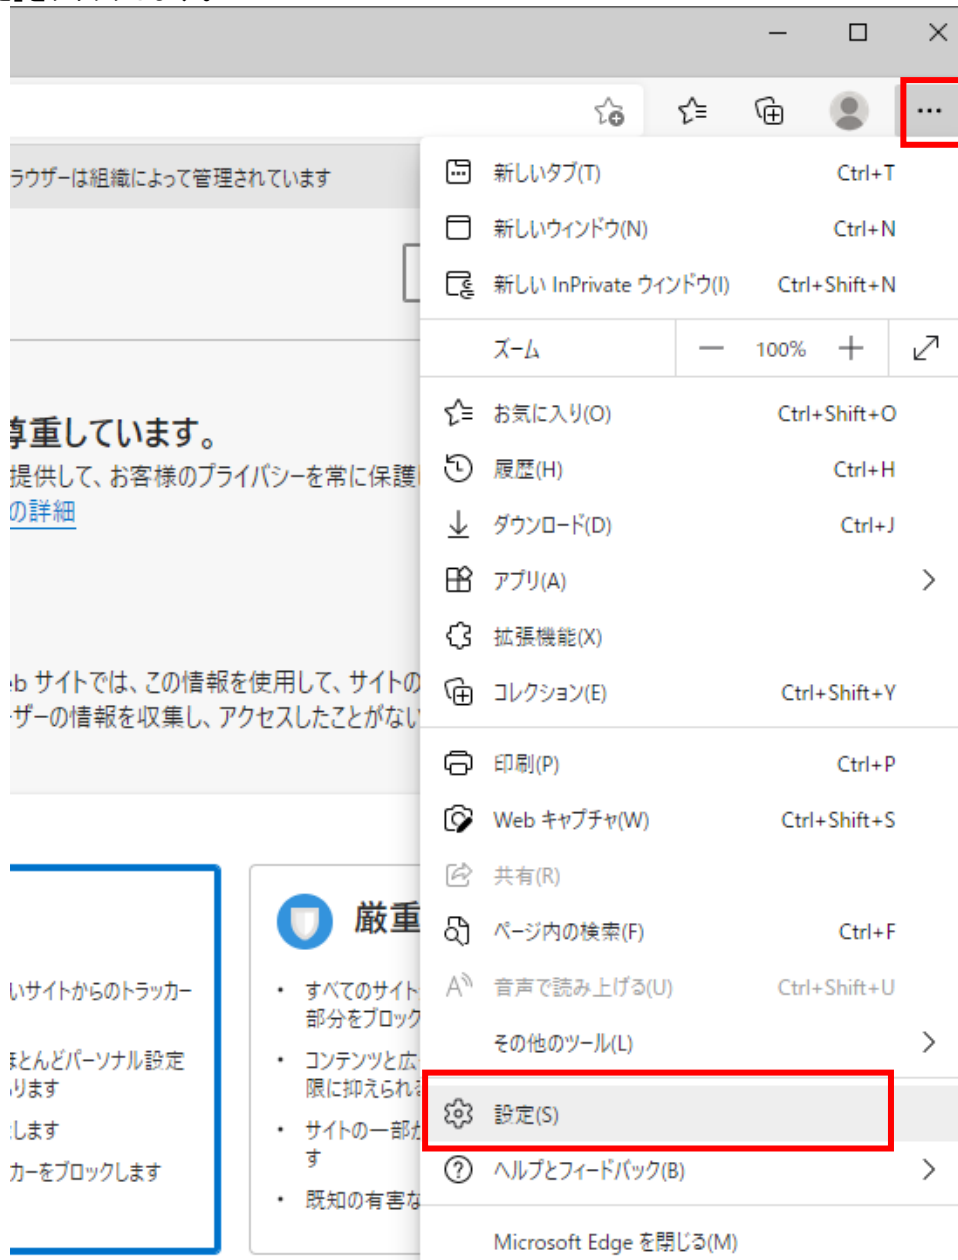 ラウザーは組織によって管理されています
尊重しています。
提供して、お客様のプライバシーを常に保護
の詳細
eb サイトでは、この情報を使用して、サイトの
ザーの情報を収集し、アクセスしたことがない
いサイトからのトラッカー
ほとんどパーソナル設定
ります
します
カーをブロックします
厳重
• すべてのサイト
部分をブロック
• コンテンツと広
限に抑えられ
• サイトの一部が
す
• 既知の有害な
新しいタブ(T) Ctrl+T
新しいウィンドウ(N) Ctrl+N
新しい InPrivate ウィンドウ(I) Ctrl+Shift+N
ズーム — 100% +
お気に入り(O) Ctrl+Shift+O
履歴(H) Ctrl+H
ダウンロード(D) Ctrl+J
アプリ(A)
拡張機能(X)
コレクション(E) Ctrl+Shift+Y
印刷(P) Ctrl+P
Web キャプチャ(W) Ctrl+Shift+S
共有(R)
ページ内の検索(F) Ctrl+F
音声で読み上げる(U) Ctrl+Shift+U
その他のツール(L)
設定(S)
ヘルプとフィードバック(B)
Microsoft Edge を閉じる(M)